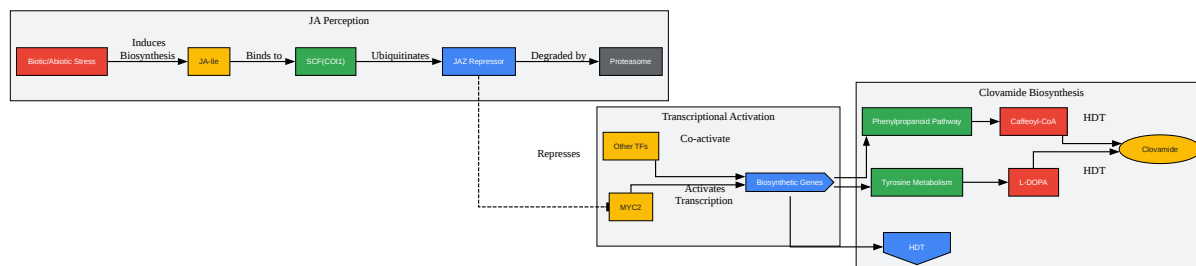 JA Perception
Biotic/Abiotic Stress
Induces
Biosynthesis
JA-Ile
Binds to
SCF(COI1)
Ubiquitinates
JAZ Repressor
Degraded by
Proteasome
Represses
Transcriptional Activation
Other TFs
Co-activate
MYC2
Activates
Transcription
Biosynthetic Genes
Clovamide Biosynthesis
Phenylpropanoid Pathway
Caffeoyl-CoA
HDT
Clovamide
Tyrosine Metabolism
L-DOPA
HDT
HDT